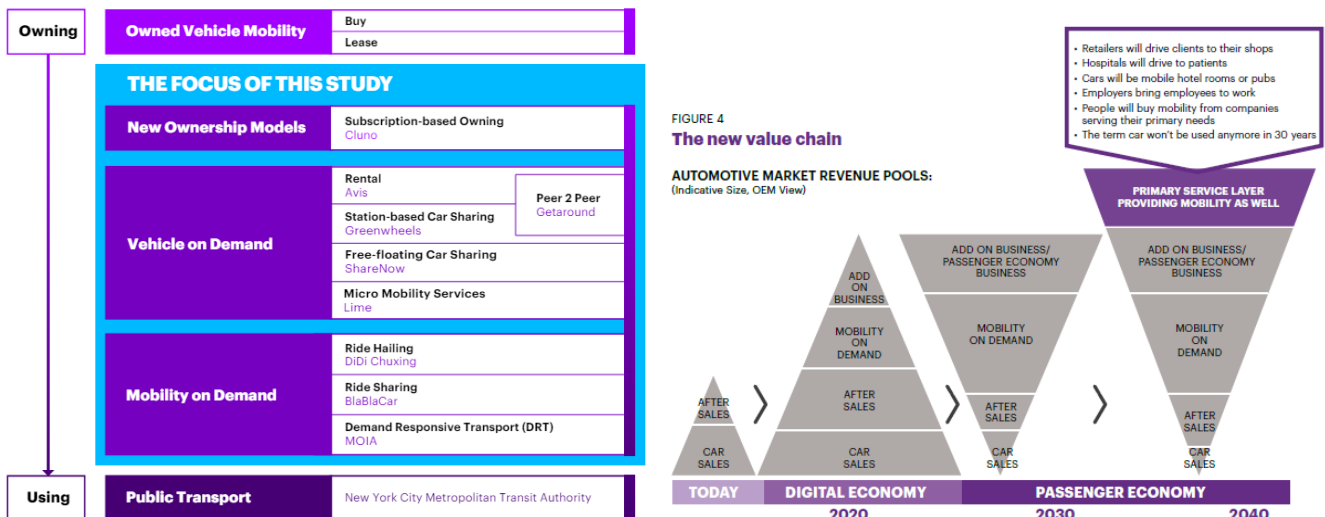 Owning
Owned Vehicle Mobility
Buy
Lease
THE FOCUS OF THIS STUDY
New Ownership Models
Subscription-based Owning
Cluno
Vehicle on Demand
Rental
Avis
Peer 2 Peer
Getaround
Station-based Car Sharing
Greenwheels
Free-floating Car Sharing
ShareNow
Micro Mobility Services
Lime
Mobility on Demand
Ride Hailing
DiDi Chuxing
Ride Sharing
BlaBlaCar
Demand Responsive Transport (DRT)
MOIA
Using
Public Transport
New York City Metropolitan Transit Authority
FIGURE 4
The new value chain
AUTOMOTIVE MARKET REVENUE POOLS:
(Indicative Size, OEM View)
• Retailers will drive clients to their shops
• Hospitals will drive to patients
• Cars will be mobile hotel rooms or pubs
• Employers bring employees to work
• People will buy mobility from companies
serving their primary needs
• The term car won't be used anymore in 30 years
PRIMARY SERVICE LAYER
PROVIDING MOBILITY AS WELL
AFTER
SALES
CAR
SALES
ADD
ON
BUSINESS
MOBILITY
ON
DEMAND
AFTER
SALES
CAR
SALES
ADD ON BUSINESS/
PASSENGER ECONOMY
BUSINESS
MOBILITY
ON DEMAND
AFTER
SALES
CAR
SALES
ADD ON BUSINESS/
PASSENGER ECONOMY
BUSINESS
MOBILITY
ON
DEMAND
AFTER
SALES
CAR
SALES
TODAY
DIGITAL ECONOMY
PASSENGER ECONOMY
2020
2030
2040